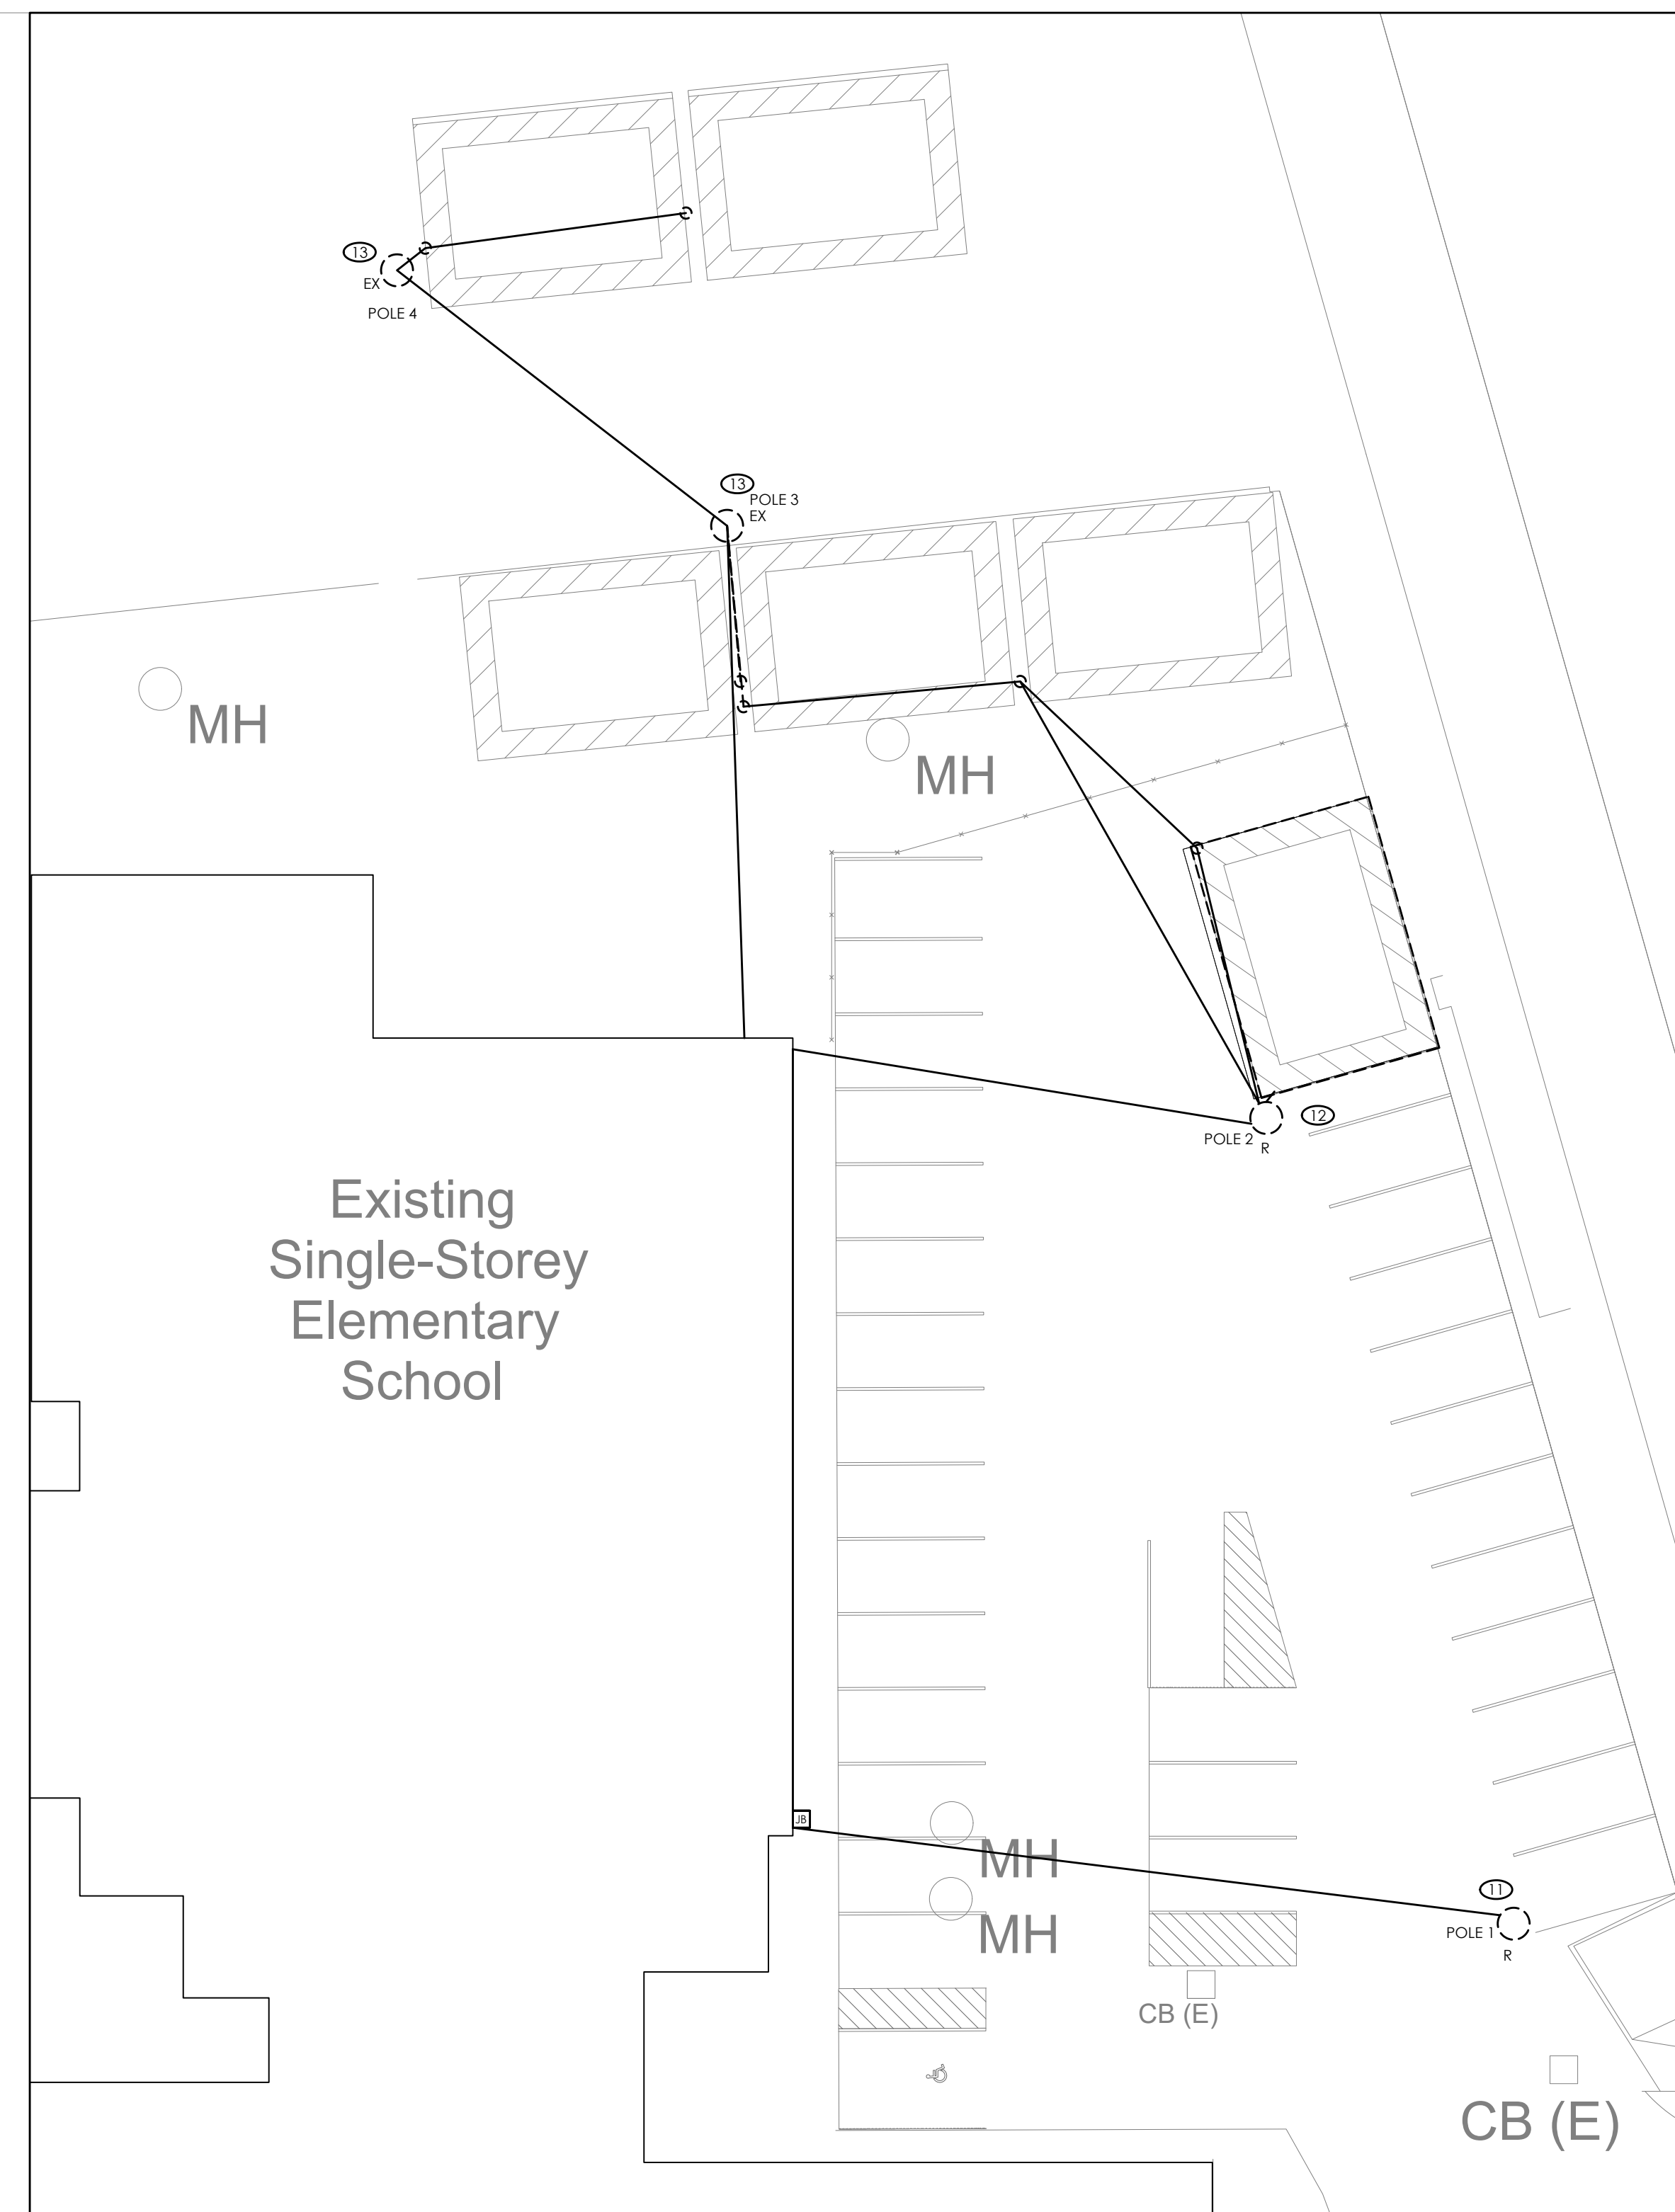 13
EX
POLE 4
13
POLE 3
EX
MH
MH
12
POLE 2
R
Existing
Single-Storey
Elementary
School
JB
MH
11
POLE 1
R
MH
CB (E)
CB (E)